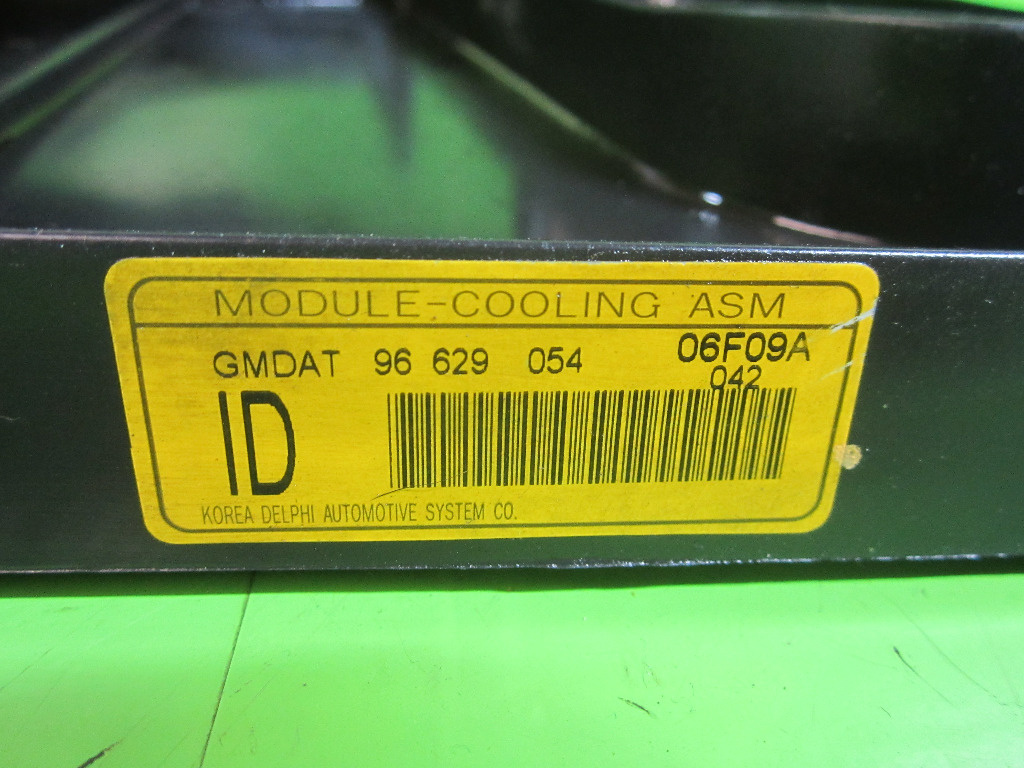 MODULE-COOLING ASM
GMDAT 96 629 054 06F09A
042
ID
KOREA DELPHI AUTOMOTIVE SYSTEM CO.